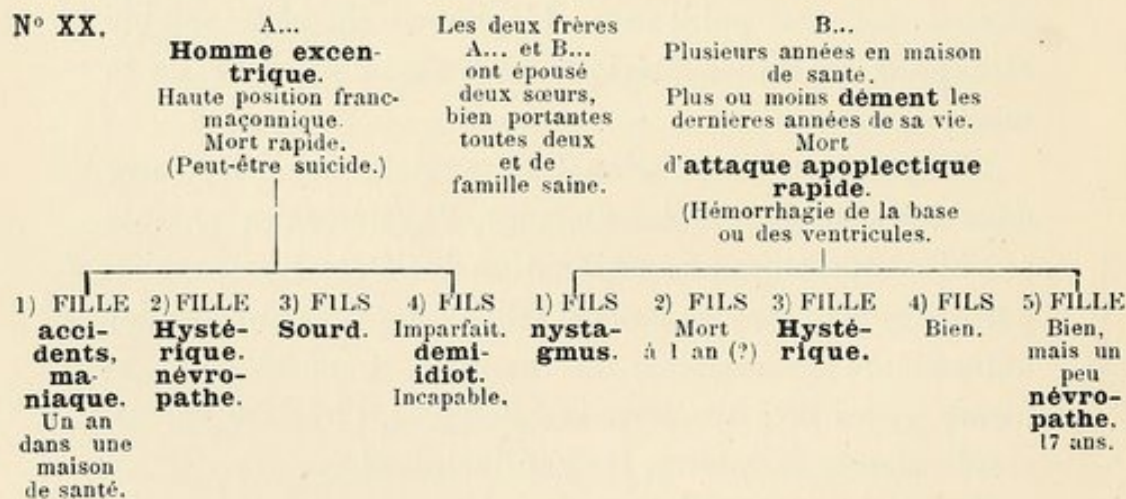 N° XX.
A...
Homme excen-
trique.
Haute position franc-
maçonnique.
Mort rapide.
(Peut-être suicide.)
Les deux frères
A... et B...
ont épousé
deux sœurs,
bien portantes
toutes deux
et de
famille saine.
B...
Plusieurs années en maison
de santé.
Plus ou moins dément les
dernières années de sa vie.
Mort
d'attaque apoplectique
rapide.
(Hémorrhagie de la base
ou des ventricules.
1) FILLE
acci-
dents,
ma-
niaque.
Un an
dans une
maison
de santé.
2) FILLE
Hysté-
rique.
névro-
pathe.
3) FILS
Sourd.
4) FILS
Imparfait.
demi-
idiot.
Incapable.
1) FILS
nysta-
gmus.
2) FILS
Mort
à 1 an (?)
3) FILLE
Hysté-
rique.
4) FILS
Bien.
5) FILLE
Bien,
mais un
peu
névro-
pathe.
17 ans.